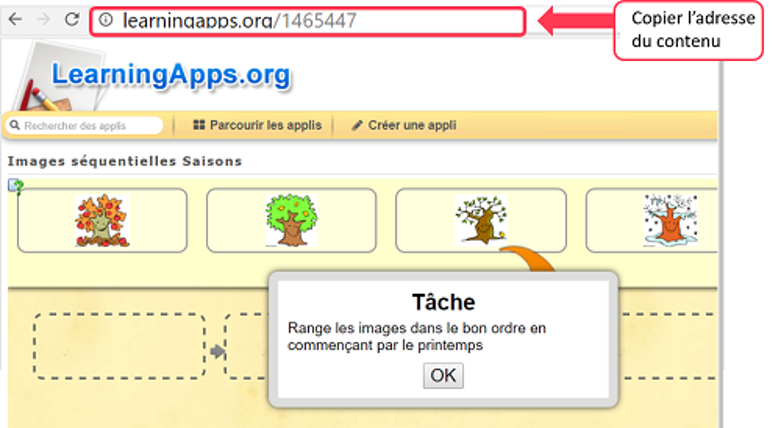 learningapps.org/1465447
Copier l’adresse
du contenu
LearningApps.org
Rechercher des applis
Parcourir les applis
Créer une appli
Images séquentielles Saisons
Tâche
Range les images dans le bon ordre en
commençant par le printemps
OK